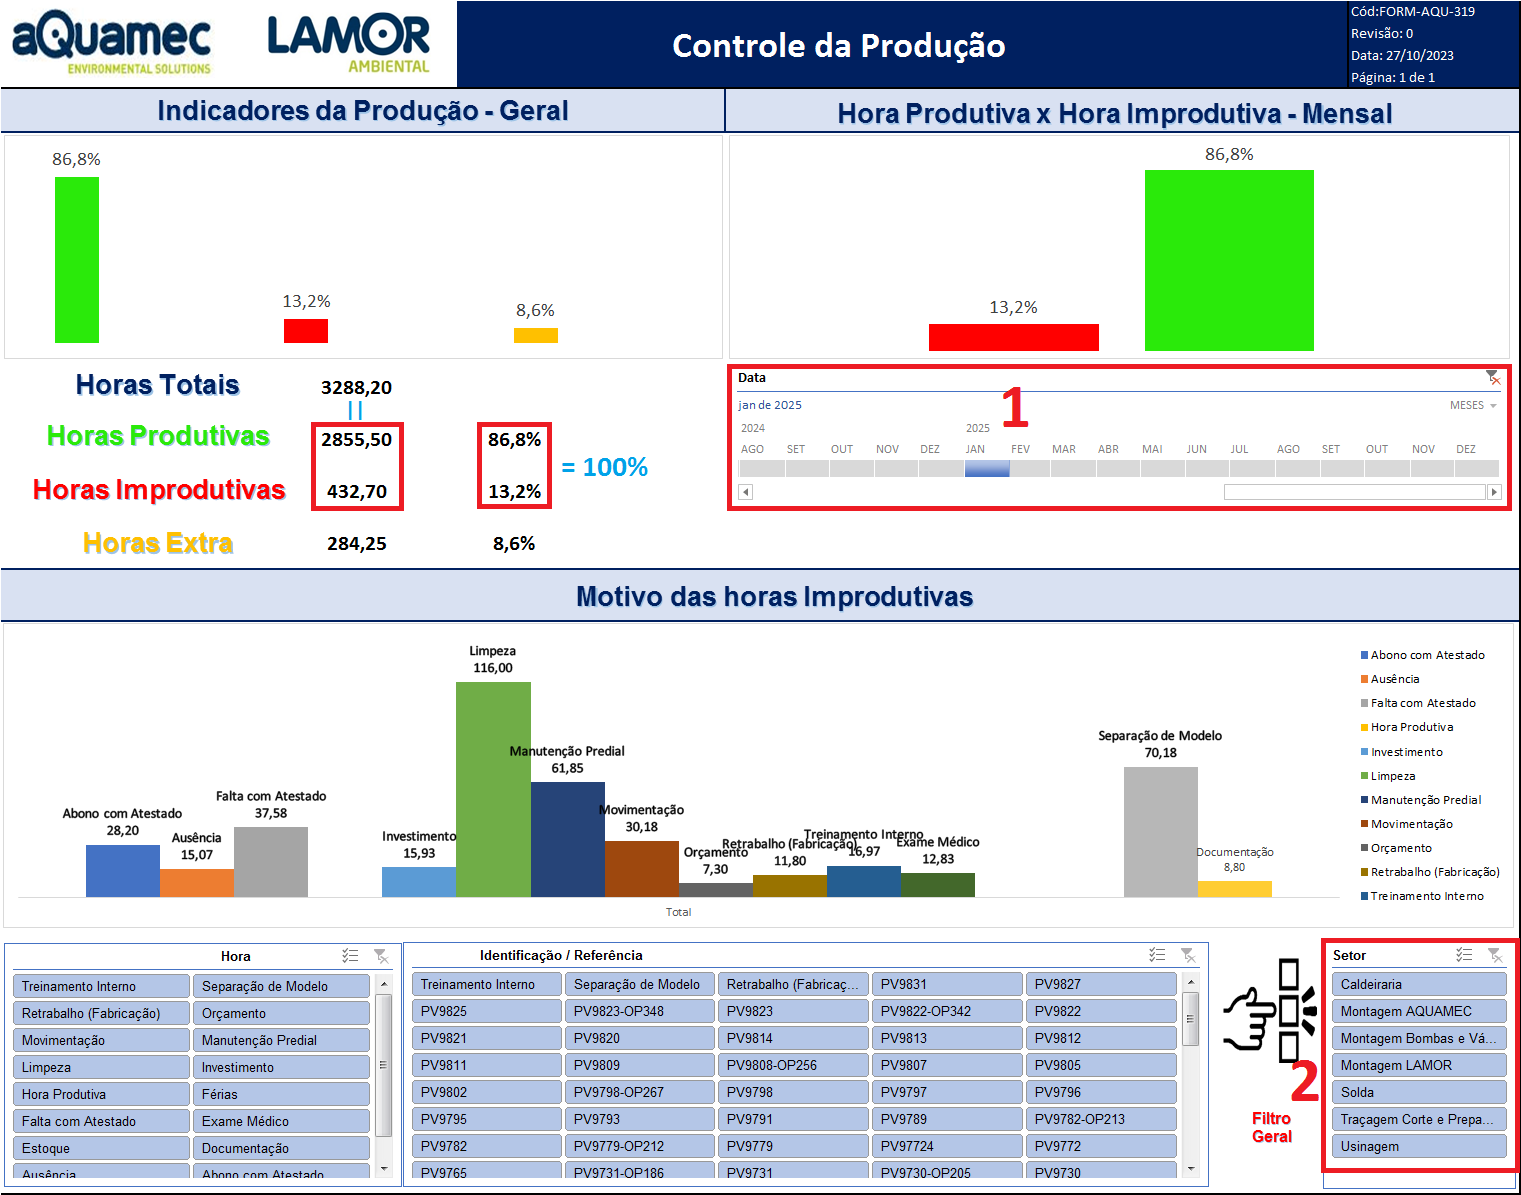 aQuamec
ENVIRONMENTAL SOLUTIONS
LAMOR
AMBIENTAL
Controle da Produção
Cód:FORM-AQU-319
Revisão: 0
Data: 27/10/2023
Página: 1 de 1
Indicadores da Produção - Geral
Hora Produtiva x Hora Improdutiva - Mensal
86,8%
13,2%
8,6%
13,2%
86,8%
Horas Totais 3288,20
||
Horas Produtivas 2855,50 86,8%
= 100%
Horas Improdutivas 432,70 13,2%
Horas Extra 284,25 8,6%
Data
1
jan de 2025 MESES
2024 2025
AGO SET OUT NOV DEZ JAN FEV MAR ABR MAI JUN JUL AGO SET OUT NOV DEZ
Motivo das horas Improdutivas
Abono com Atestado
28,20
Ausência
15,07
Falta com Atestado
37,58
Investimento
15,93
Limpeza
116,00
Manutenção Predial
61,85
Movimentação
30,18
Orçamento
7,30
Retrabalho (Fabricação)
11,80
Treinamento Interno
16,97
Exame Médico
12,83
Separação de Modelo
70,18
Documentação
8,80
Total
Abono com Atestado
Ausência
Falta com Atestado
Hora Produtiva
Investimento
Limpeza
Manutenção Predial
Movimentação
Orçamento
Retrabalho (Fabricação)
Treinamento Interno
Hora
Treinamento Interno Separação de Modelo
Retrabalho (Fabricação) Orçamento
Movimentação Manutenção Predial
Limpeza Investimento
Hora Produtiva Férias
Falta com Atestado Exame Médico
Estoque Documentação
Ausência Abono com Atestado
Identificação / Referência
Treinamento Interno Separação de Modelo Retrabalho (Fabricaç... PV9831 PV9827
PV9825 PV9823-OP348 PV9823 PV9822-OP342 PV9822
PV9821 PV9820 PV9814 PV9813 PV9812
PV9811 PV9809 PV9808-OP256 PV9807 PV9805
PV9802 PV9798-OP267 PV9798 PV9797 PV9796
PV9795 PV9793 PV9791 PV9789 PV9782-OP213
PV9782 PV9779-OP212 PV9779 PV97724 PV9772
PV9765 PV9731-OP186 PV9731 PV9730-OP205 PV9730
2
Filtro
Geral
Setor
Caldeiraria
Montagem AQUAMEC
Montagem Bombas e Vá...
Montagem LAMOR
Solda
Traçagem Corte e Prepa...
Usinagem